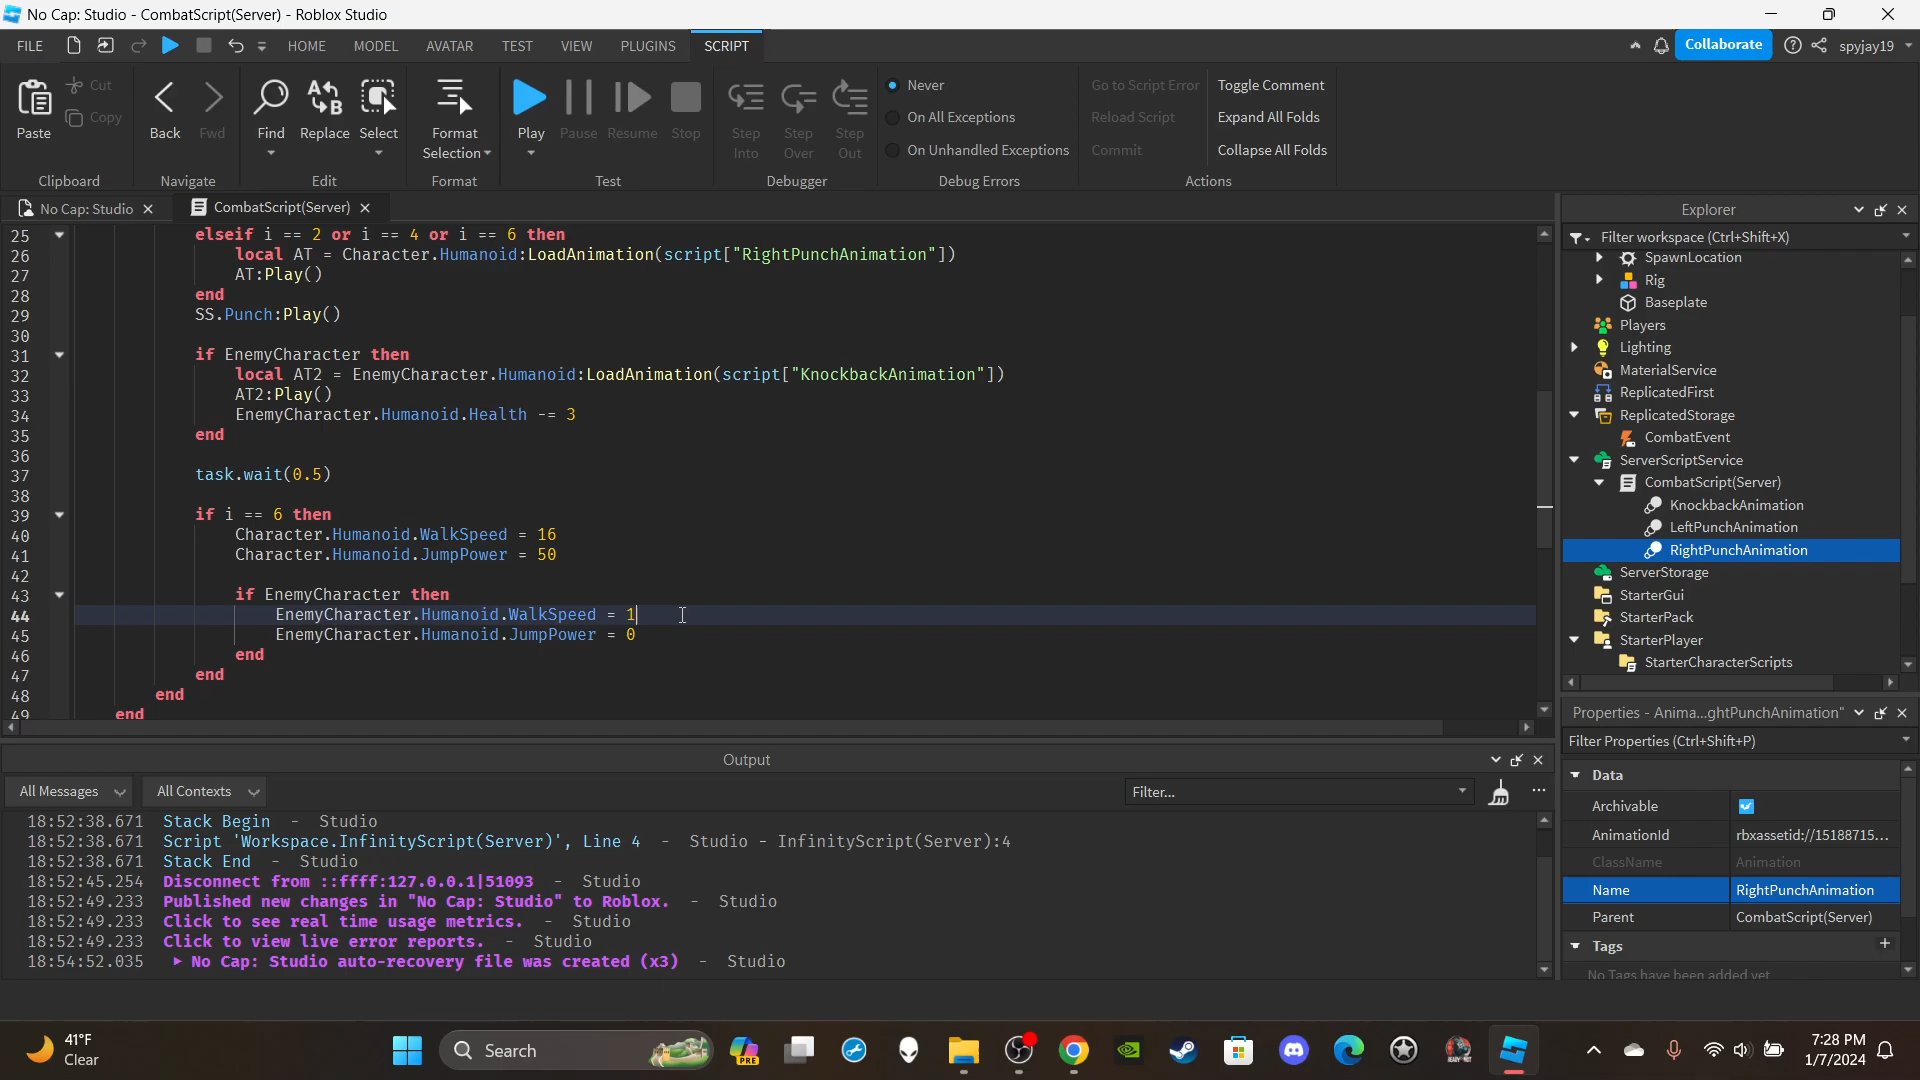 No Cap: Studio - CombatScript(Server) - Roblox Studio
FILE HOME MODEL AVATAR TEST VIEW PLUGINS SCRIPT Collaborate spyjay19
Paste Cut Copy
Clipboard
Back Fwd
Navigate
Find Replace Select
Edit
Format Selection
Format
Play Pause Resume Stop
Test
Step Into Step Over Step Out
Debugger
Never
On All Exceptions
On Unhandled Exceptions
Debug Errors
Go to Script Error Toggle Comment
Reload Script Expand All Folds
Commit Collapse All Folds
Actions
No Cap: Studio CombatScript(Server)
25 elseif i == 2 or i == 4 or i == 6 then
26 local AT = Character.Humanoid:LoadAnimation(script["RightPunchAnimation"])
27 AT:Play()
28 end
29 SS.Punch:Play()
30
31 if EnemyCharacter then
32 local AT2 = EnemyCharacter.Humanoid:LoadAnimation(script["KnockbackAnimation"])
33 AT2:Play()
34 EnemyCharacter.Humanoid.Health -= 3
35 end
36
37 task.wait(0.5)
38
39 if i == 6 then
40 Character.Humanoid.WalkSpeed = 16
41 Character.Humanoid.JumpPower = 50
42
43 if EnemyCharacter then
44 EnemyCharacter.Humanoid.WalkSpeed = 1
45 EnemyCharacter.Humanoid.JumpPower = 0
46 end
47 end
48 end
49 end
Output
All Messages All Contexts Filter...
18:52:38.671 Stack Begin - Studio
18:52:38.671 Script 'Workspace.InfinityScript(Server)', Line 4 - Studio - InfinityScript(Server):4
18:52:38.671 Stack End - Studio
18:52:45.254 Disconnect from ::ffff:127.0.0.1|51093 - Studio
18:52:49.233 Published new changes in "No Cap: Studio" to Roblox. - Studio
18:52:49.233 Click to see real time usage metrics. - Studio
18:52:49.233 Click to view live error reports. - Studio
18:54:52.035 No Cap: Studio auto-recovery file was created (x3) - Studio
Explorer
Filter workspace (Ctrl+Shift+X)
SpawnLocation
Rig
Baseplate
Players
Lighting
MaterialService
ReplicatedFirst
ReplicatedStorage
CombatEvent
ServerScriptService
CombatScript(Server)
KnockbackAnimation
LeftPunchAnimation
RightPunchAnimation
ServerStorage
StarterGui
StarterPack
StarterPlayer
StarterCharacterScripts
Properties - Anima...ghtPunchAnimation"
Filter Properties (Ctrl+Shift+P)
Data
Archivable
AnimationId rbxassetid://15188715...
ClassName Animation
Name RightPunchAnimation
Parent CombatScript(Server)
Tags
No Tags have been added yet
41°F
Clear
Search
PRE
7:28 PM
1/7/2024